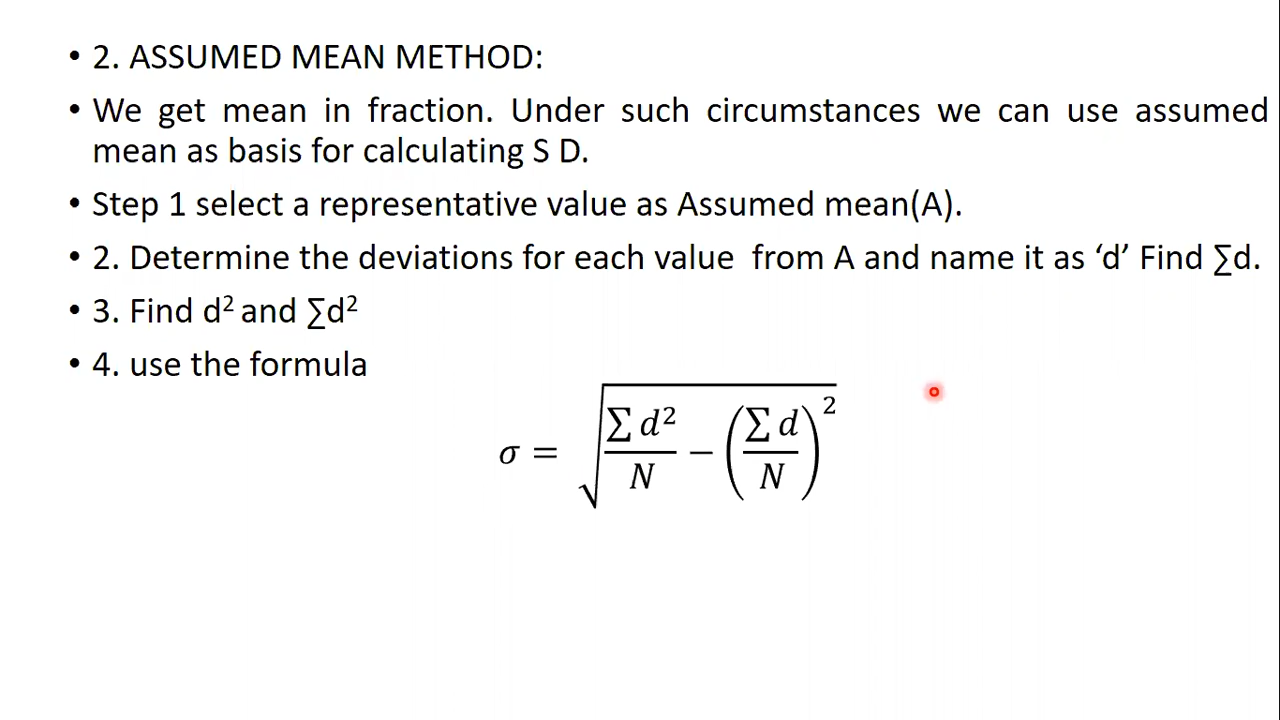 • 2. ASSUMED MEAN METHOD:
• We get mean in fraction. Under such circumstances we can use assumed
mean as basis for calculating S D.
• Step 1 select a representative value as Assumed mean(A).
• 2. Determine the deviations for each value from A and name it as ‘d’ Find ∑d.
• 3. Find d² and ∑d²
• 4. use the formula
σ = √(∑d²/N − (∑d/N)²)